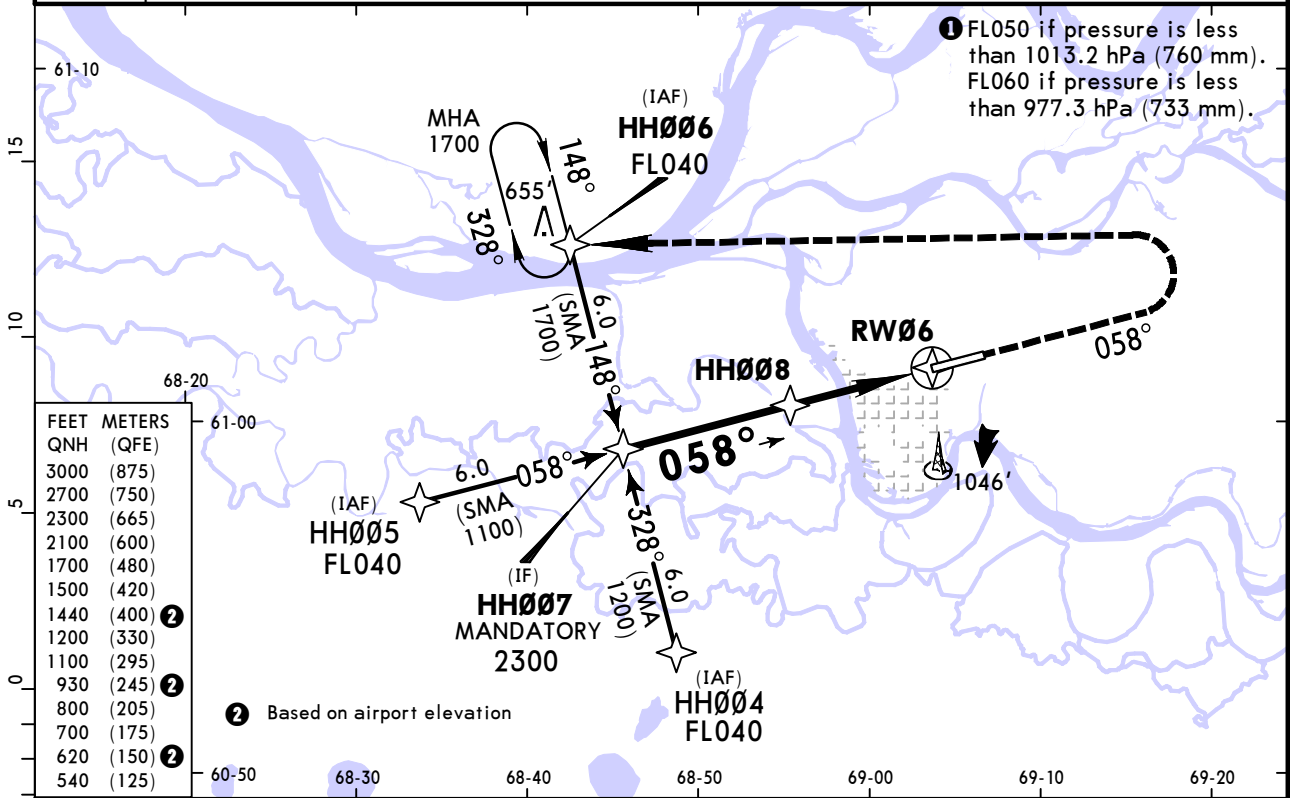 ❶ FL050 if pressure is less
than 1013.2 hPa (760 mm).
FL060 if pressure is less
than 977.3 hPa (733 mm).
61-10
15
10
5
0
MHA
1700
148°
328°
655'
(IAF)
HHØØ6
FL040
6.0
(SMA
1700)
148°
RWØ6
058°
HHØØ8
058°
1046'
68-20
61-00
6.0
058°
(SMA
1100)
(IAF)
HHØØ5
FL040
(IF)
HHØØ7
MANDATORY
2300
328°
6.0
(SMA
1200)
(IAF)
HHØØ4
FL040
FEET METERS
QNH (QFE)
3000 (875)
2700 (750)
2300 (665)
2100 (600)
1700 (480)
1500 (420)
1440 (400) ❷
1200 (330)
1100 (295)
930 (245) ❷
800 (205)
700 (175)
620 (150) ❷
540 (125)
❷ Based on airport elevation
60-50
68-30
68-40
68-50
69-00
69-10
69-20